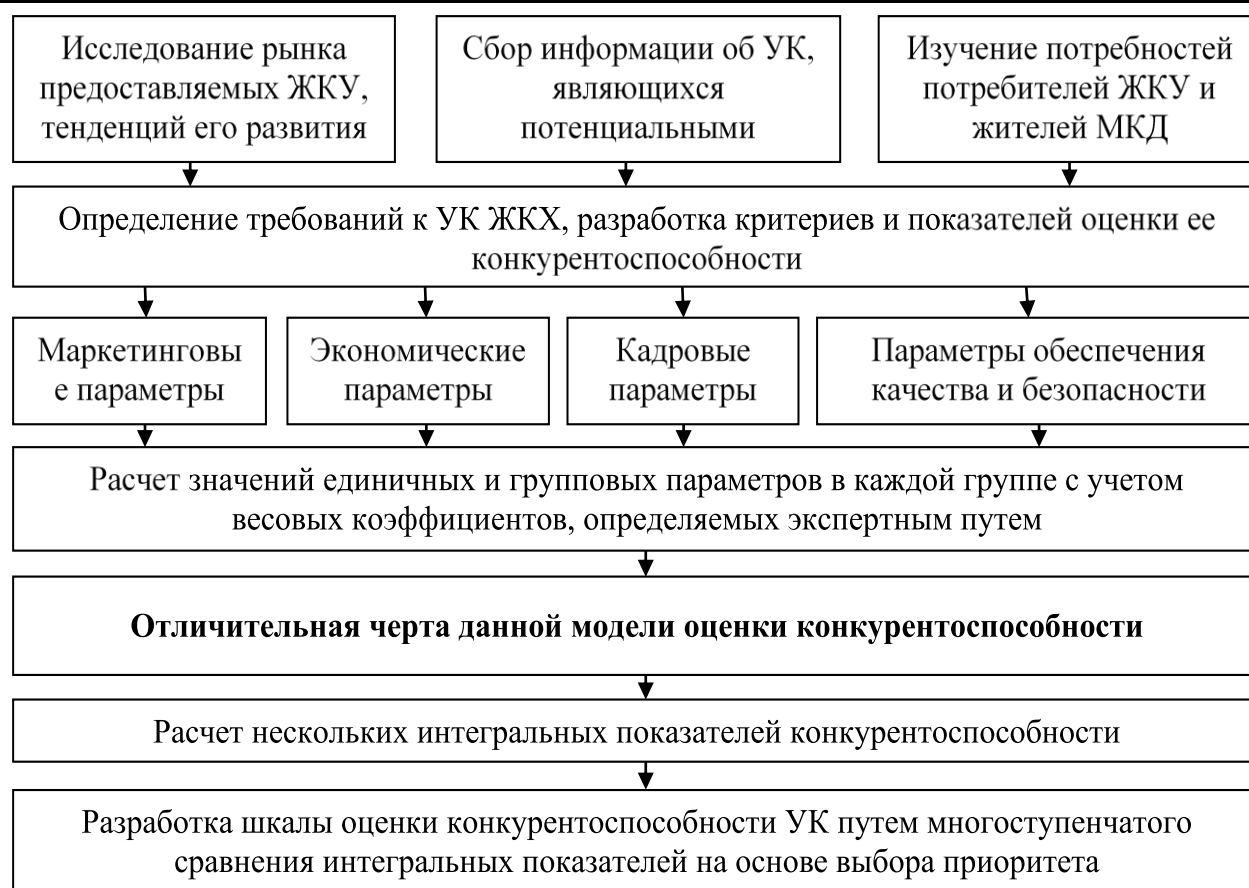 Исследование рынка
предоставляемых ЖКУ,
тенденций его развития
Сбор информации об УК,
являющихся
потенциальными
Изучение потребностей
потребителей ЖКУ и
жителей МКД
Определение требований к УК ЖКХ, разработка критериев и показателей оценки ее
конкурентоспособности
Маркетинговы
е параметры
Экономические
параметры
Кадровые
параметры
Параметры обеспечения
качества и безопасности
Расчет значений единичных и групповых параметров в каждой группе с учетом
весовых коэффициентов, определяемых экспертным путем
Отличительная черта данной модели оценки конкурентоспособности
Расчет нескольких интегральных показателей конкурентоспособности
Разработка шкалы оценки конкурентоспособности УК путем многоступенчатого
сравнения интегральных показателей на основе выбора приоритета